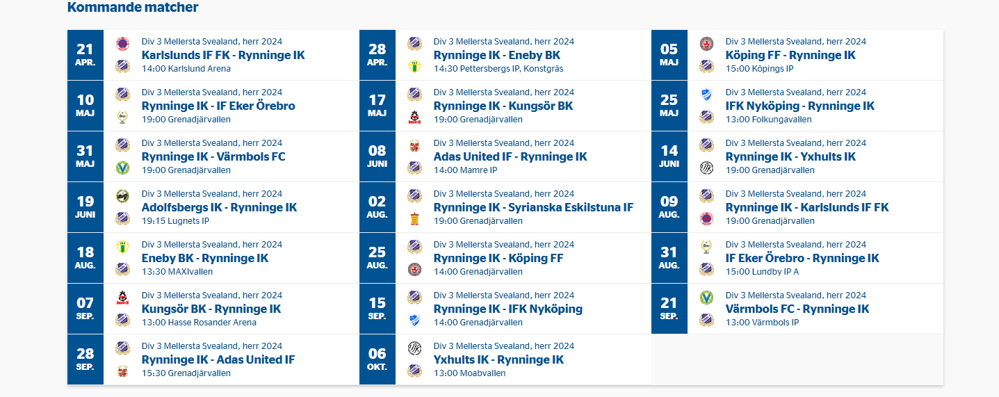 Kommande matcher
21
APR.
Div 3 Mellersta Svealand, herr 2024
Karlslunds IF FK - Rynninge IK
14:00 Karlslund Arena
28
APR.
Div 3 Mellersta Svealand, herr 2024
Rynninge IK - Eneby BK
14:30 Pettersbergs IP, Konstgräs
05
MAJ
Div 3 Mellersta Svealand, herr 2024
Köping FF - Rynninge IK
15:00 Köpings IP
10
MAJ
Div 3 Mellersta Svealand, herr 2024
Rynninge IK - IF Eker Örebro
19:00 Grenadjärvallen
17
MAJ
Div 3 Mellersta Svealand, herr 2024
Rynninge IK - Kungsör BK
19:00 Grenadjärvallen
25
MAJ
Div 3 Mellersta Svealand, herr 2024
IFK Nyköping - Rynninge IK
13:00 Folkungavallen
31
MAJ
Div 3 Mellersta Svealand, herr 2024
Rynninge IK - Värmbols FC
19:00 Grenadjärvallen
08
JUNI
Div 3 Mellersta Svealand, herr 2024
Adas United IF - Rynninge IK
14:00 Mamre IP
14
JUNI
Div 3 Mellersta Svealand, herr 2024
Rynninge IK - Yxhults IK
19:00 Grenadjärvallen
19
JUNI
Div 3 Mellersta Svealand, herr 2024
Adolfsbergs IK - Rynninge IK
19:15 Lugnets IP
02
AUG.
Div 3 Mellersta Svealand, herr 2024
Rynninge IK - Syrianska Eskilstuna IF
19:00 Grenadjärvallen
09
AUG.
Div 3 Mellersta Svealand, herr 2024
Rynninge IK - Karlslunds IF FK
19:00 Grenadjärvallen
18
AUG.
Div 3 Mellersta Svealand, herr 2024
Eneby BK - Rynninge IK
13:30 MAXIvallen
25
AUG.
Div 3 Mellersta Svealand, herr 2024
Rynninge IK - Köping FF
14:00 Grenadjärvallen
31
AUG.
Div 3 Mellersta Svealand, herr 2024
IF Eker Örebro - Rynninge IK
15:00 Lundby IP A
07
SEP.
Div 3 Mellersta Svealand, herr 2024
Kungsör BK - Rynninge IK
13:00 Hasse Rosander Arena
15
SEP.
Div 3 Mellersta Svealand, herr 2024
Rynninge IK - IFK Nyköping
14:00 Grenadjärvallen
21
SEP.
Div 3 Mellersta Svealand, herr 2024
Värmbols FC - Rynninge IK
13:00 Värmbols IP
28
SEP.
Div 3 Mellersta Svealand, herr 2024
Rynninge IK - Adas United IF
15:30 Grenadjärvallen
06
OKT.
Div 3 Mellersta Svealand, herr 2024
Yxhults IK - Rynninge IK
13:00 Moabvallen